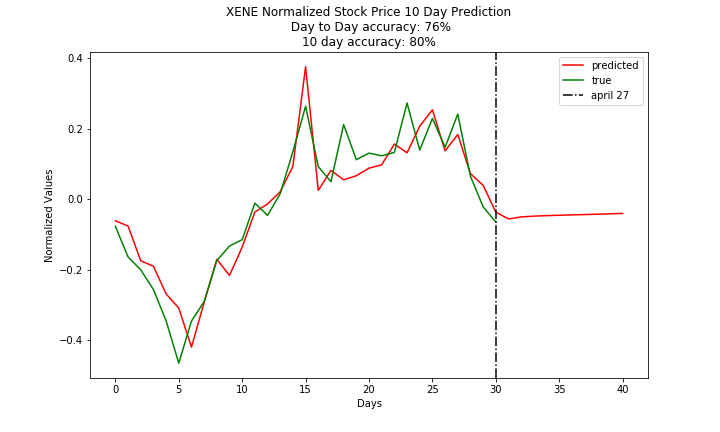 XENE Normalized Stock Price 10 Day Prediction
Day to Day accuracy: 76%
10 day accuracy: 80%
predicted
true
april 27
Normalized Values
0.4
0.2
0.0
−0.2
−0.4
0 5 10 15 20 25 30 35 40
Days